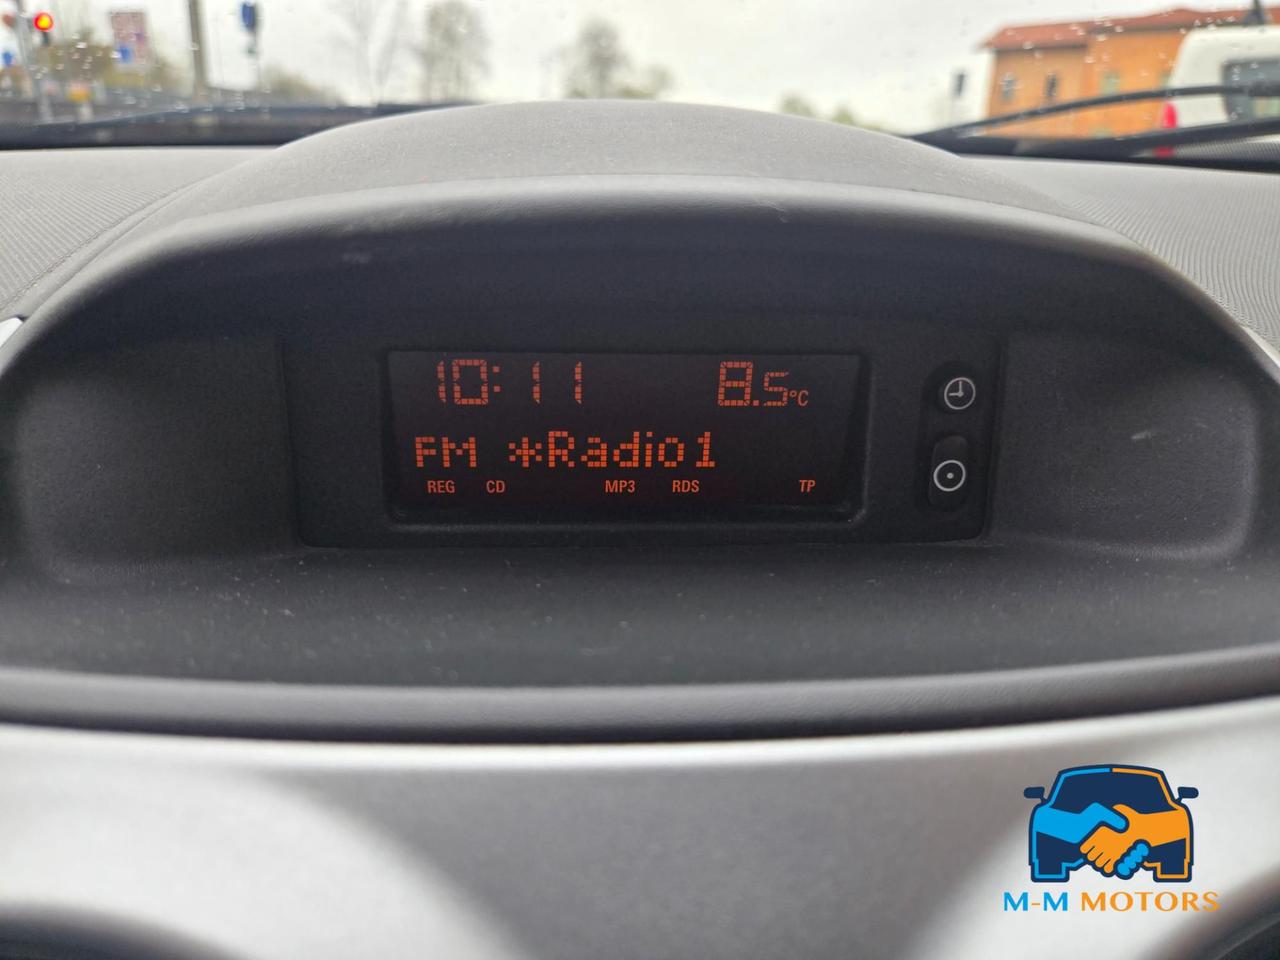 10:11 8.5°C
FM *Radio1
REG CD MP3 RDS TP
M-M MOTORS